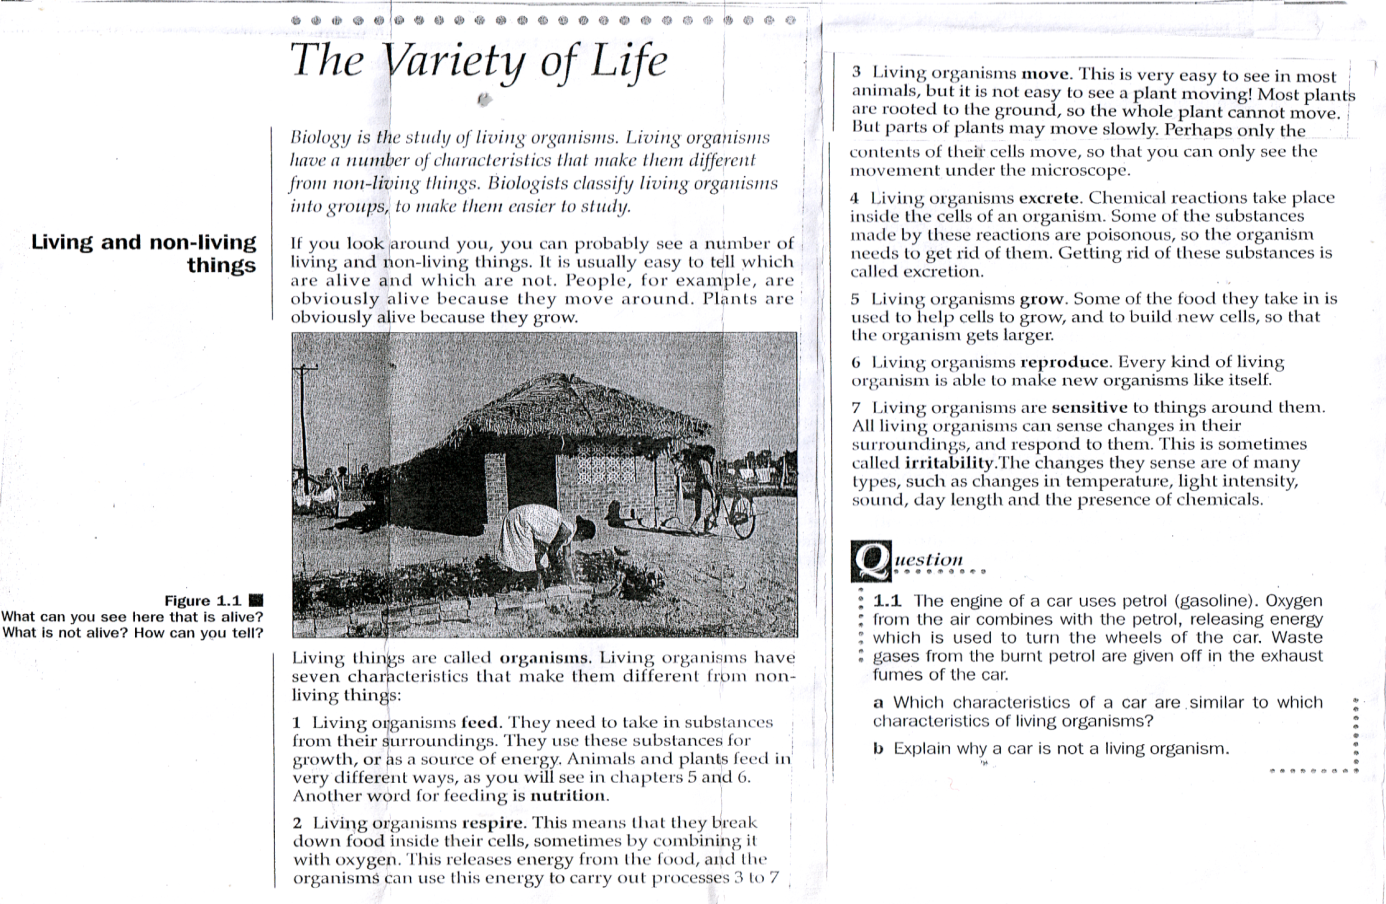 The Variety of Life
Biology is the study of living organisms. Living organisms
have a number of characteristics that make them different
from non-living things. Biologists classify living organisms
into groups, to make them easier to study.
Living and non-living
things
If you look around you, you can probably see a number of
living and non-living things. It is usually easy to tell which
are alive and which are not. People, for example, are
obviously alive because they move around. Plants are
obviously alive because they grow.
Figure 1.1
What can you see here that is alive?
What is not alive? How can you tell?
Living things are called organisms. Living organisms have
seven characteristics that make them different from non-
living things:
1 Living organisms feed. They need to take in substances
from their surroundings. They use these substances for
growth, or as a source of energy. Animals and plants feed in
very different ways, as you will see in chapters 5 and 6.
Another word for feeding is nutrition.
2 Living organisms respire. This means that they break
down food inside their cells, sometimes by combining it
with oxygen. This releases energy from the food, and the
organisms can use this energy to carry out processes 3 to 7
3 Living organisms move. This is very easy to see in most
animals, but it is not easy to see a plant moving! Most plants
are rooted to the ground, so the whole plant cannot move.
But parts of plants may move slowly. Perhaps only the
contents of their cells move, so that you can only see the
movement under the microscope.
4 Living organisms excrete. Chemical reactions take place
inside the cells of an organism. Some of the substances
made by these reactions are poisonous, so the organism
needs to get rid of them. Getting rid of these substances is
called excretion.
5 Living organisms grow. Some of the food they take in is
used to help cells to grow, and to build new cells, so that
the organism gets larger.
6 Living organisms reproduce. Every kind of living
organism is able to make new organisms like itself.
7 Living organisms are sensitive to things around them.
All living organisms can sense changes in their
surroundings, and respond to them. This is sometimes
called irritability.The changes they sense are of many
types, such as changes in temperature, light intensity,
sound, day length and the presence of chemicals.
Question
1.1 The engine of a car uses petrol (gasoline). Oxygen
from the air combines with the petrol, releasing energy
which is used to turn the wheels of the car. Waste
gases from the burnt petrol are given off in the exhaust
fumes of the car.
a Which characteristics of a car are similar to which
characteristics of living organisms?
b Explain why a car is not a living organism.